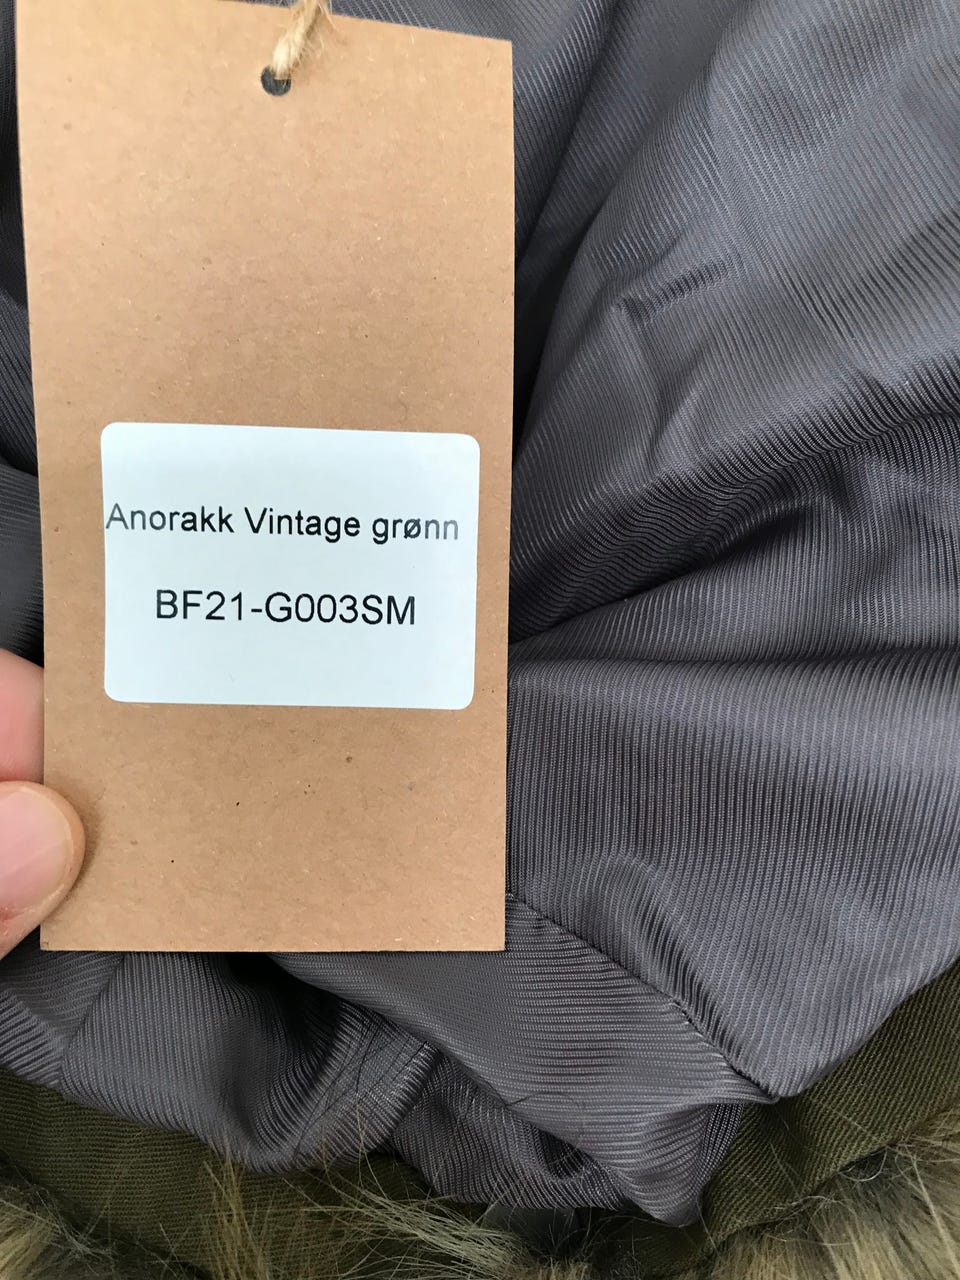 Anorakk Vintage grønn
BF21-G003SM